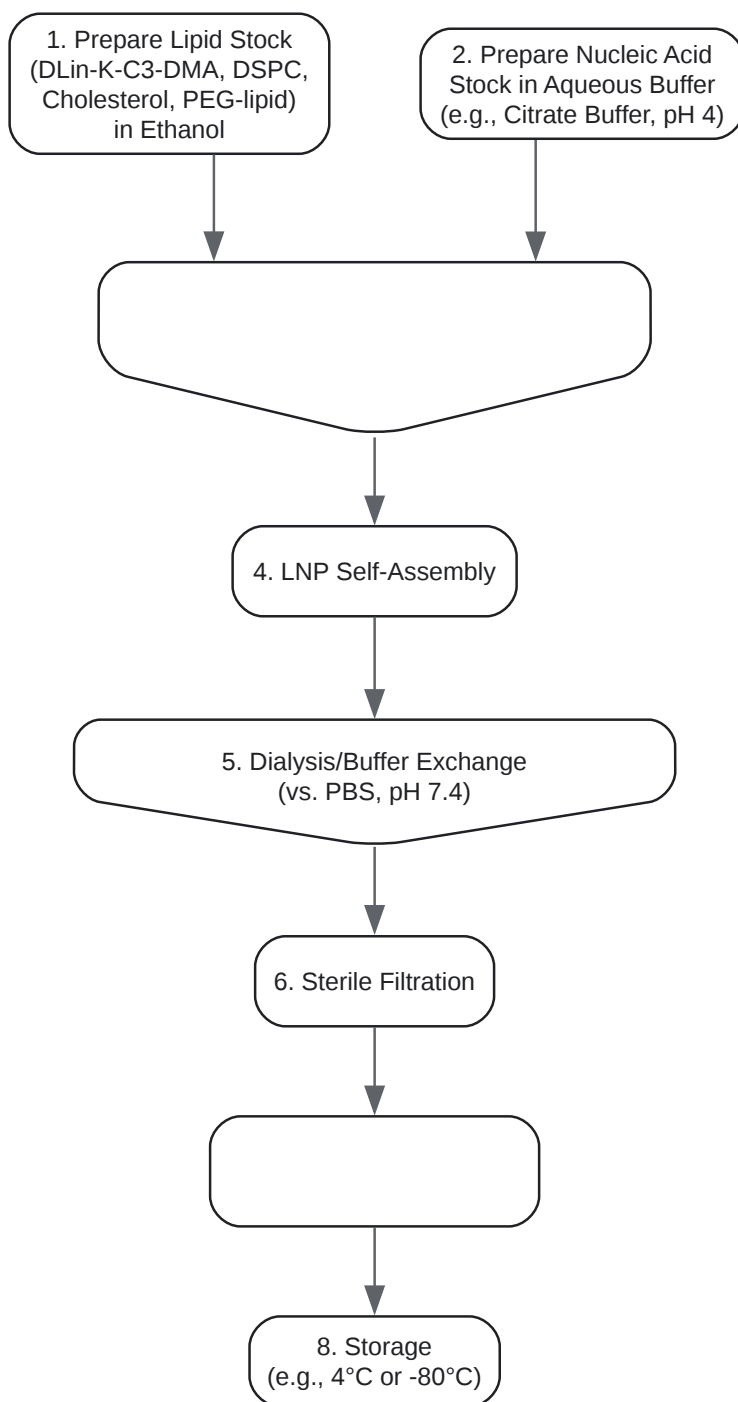 1. Prepare Lipid Stock
(DLin-K-C3-DMA, DSPC,
Cholesterol, PEG-lipid)
in Ethanol
2. Prepare Nucleic Acid
Stock in Aqueous Buffer
(e.g., Citrate Buffer, pH 4)
4. LNP Self-Assembly
5. Dialysis/Buffer Exchange
(vs. PBS, pH 7.4)
6. Sterile Filtration
8. Storage
(e.g., 4°C or -80°C)